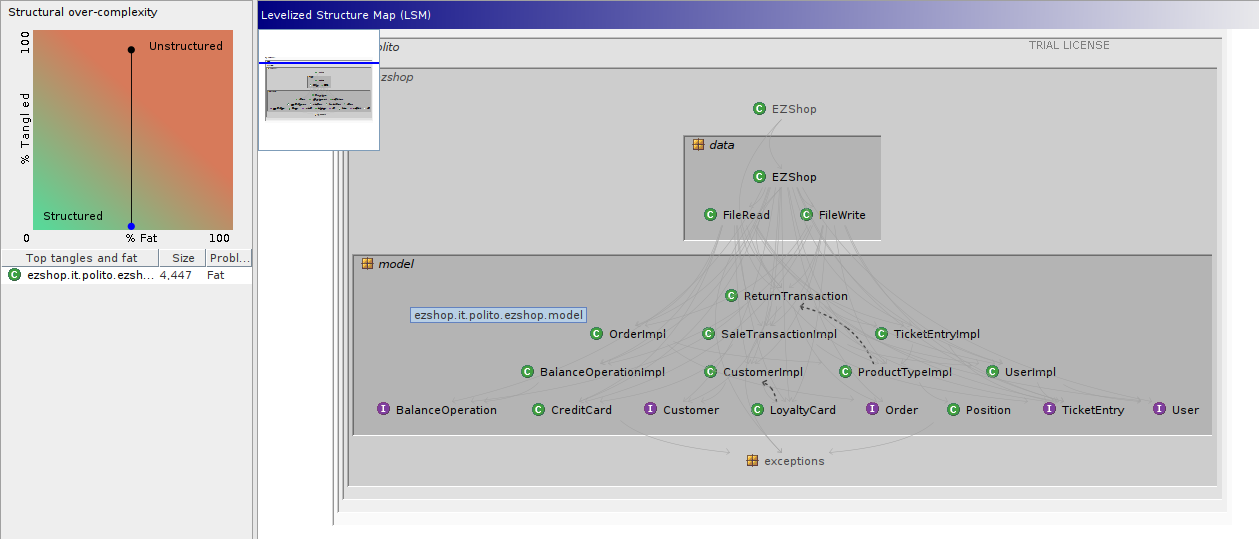 Structural over-complexity
100
Unstructured
% Tangled
Structured
0
% Fat
100
Top tangles and fat Size Probl...
C ezshop.it.polito.ezsh... 4,447 Fat
Levelized Structure Map (LSM)
olito
TRIAL LICENSE
zshop
C EZShop
data
C EZShop
C FileRead C FileWrite
model
C ReturnTransaction
ezshop.it.polito.ezshop.model
C OrderImpl C SaleTransactionImpl C TicketEntryImpl
C BalanceOperationImpl C CustomerImpl C ProductTypeImpl C UserImpl
I BalanceOperation C CreditCard I Customer C LoyaltyCard I Order C Position I TicketEntry I User
exceptions